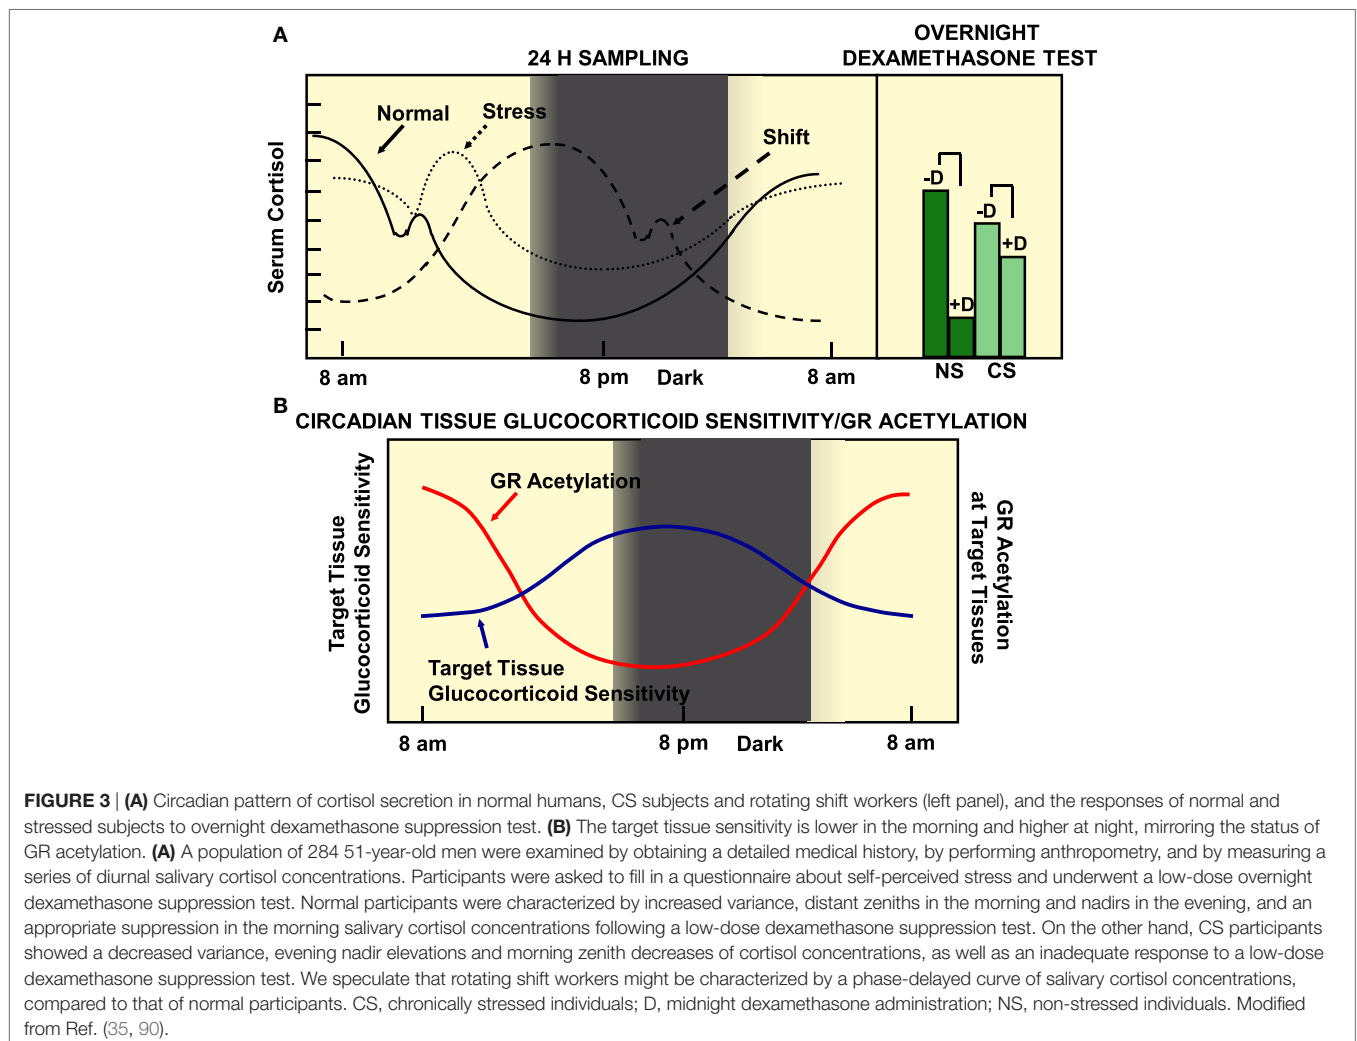 A
24 H SAMPLING
OVERNIGHT
DEXAMETHASONE TEST
Serum Cortisol
Normal
Stress
Shift
-D
+D
-D
+D
NS
CS
8 am
8 pm
Dark
8 am
B
CIRCADIAN TISSUE GLUCOCORTICOID SENSITIVITY/GR ACETYLATION
Target Tissue
Glucocorticoid Sensitivity
GR Acetylation
Target Tissue
Glucocorticoid Sensitivity
GR Acetylation
at Target Tissues
8 am
8 pm
Dark
8 am
FIGURE 3 | (A) Circadian pattern of cortisol secretion in normal humans, CS subjects and rotating shift workers (left panel), and the responses of normal and
stressed subjects to overnight dexamethasone suppression test. (B) The target tissue sensitivity is lower in the morning and higher at night, mirroring the status of
GR acetylation. (A) A population of 284 51-year-old men were examined by obtaining a detailed medical history, by performing anthropometry, and by measuring a
series of diurnal salivary cortisol concentrations. Participants were asked to fill in a questionnaire about self-perceived stress and underwent a low-dose overnight
dexamethasone suppression test. Normal participants were characterized by increased variance, distant zeniths in the morning and nadirs in the evening, and an
appropriate suppression in the morning salivary cortisol concentrations following a low-dose dexamethasone suppression test. On the other hand, CS participants
showed a decreased variance, evening nadir elevations and morning zenith decreases of cortisol concentrations, as well as an inadequate response to a low-dose
dexamethasone suppression test. We speculate that rotating shift workers might be characterized by a phase-delayed curve of salivary cortisol concentrations,
compared to that of normal participants. CS, chronically stressed individuals; D, midnight dexamethasone administration; NS, non-stressed individuals. Modified
from Ref. (35, 90).